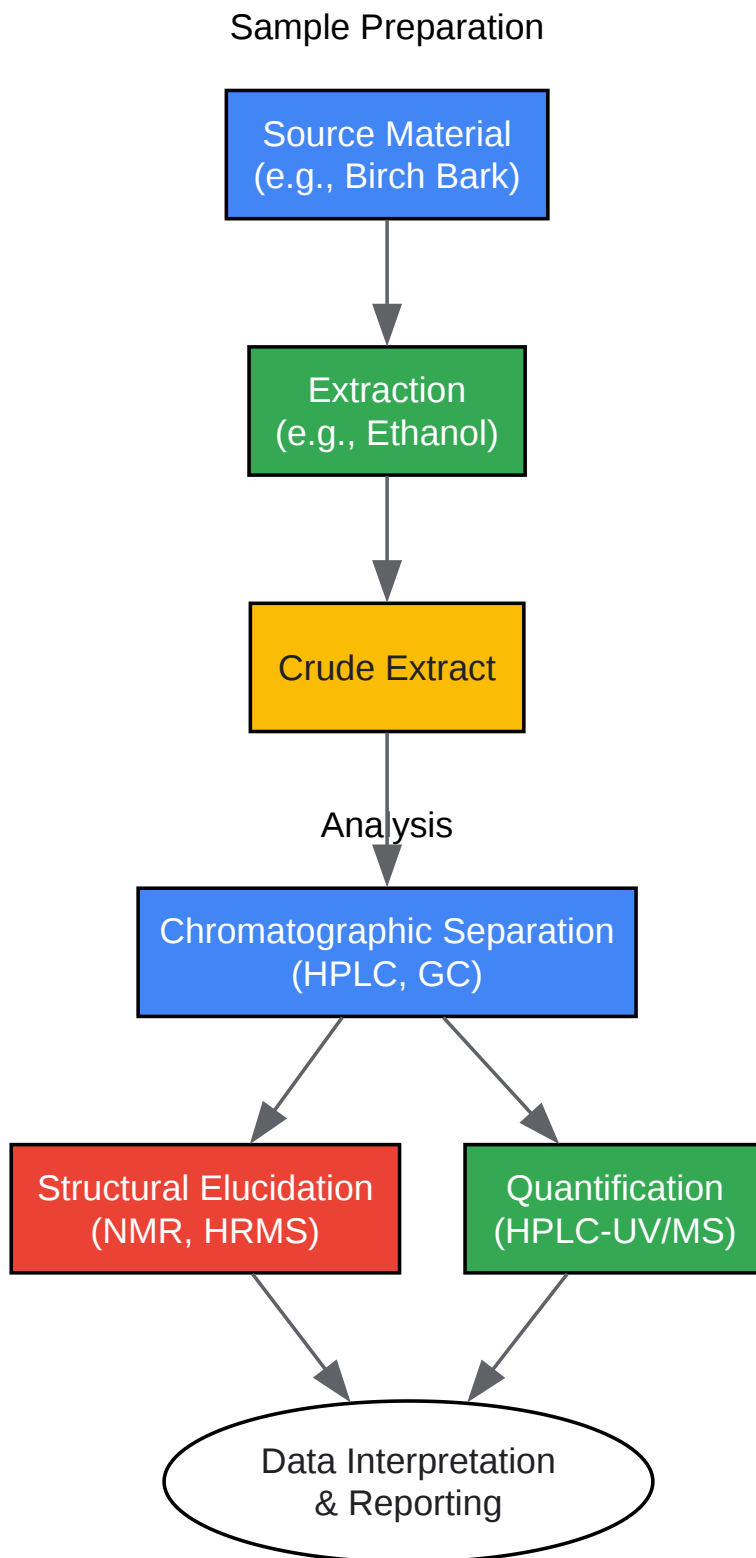 Sample Preparation
Source Material
(e.g., Birch Bark)
Extraction
(e.g., Ethanol)
Crude Extract
Analysis
Chromatographic Separation
(HPLC, GC)
Structural Elucidation
(NMR, HRMS)
Quantification
(HPLC-UV/MS)
Data Interpretation
& Reporting